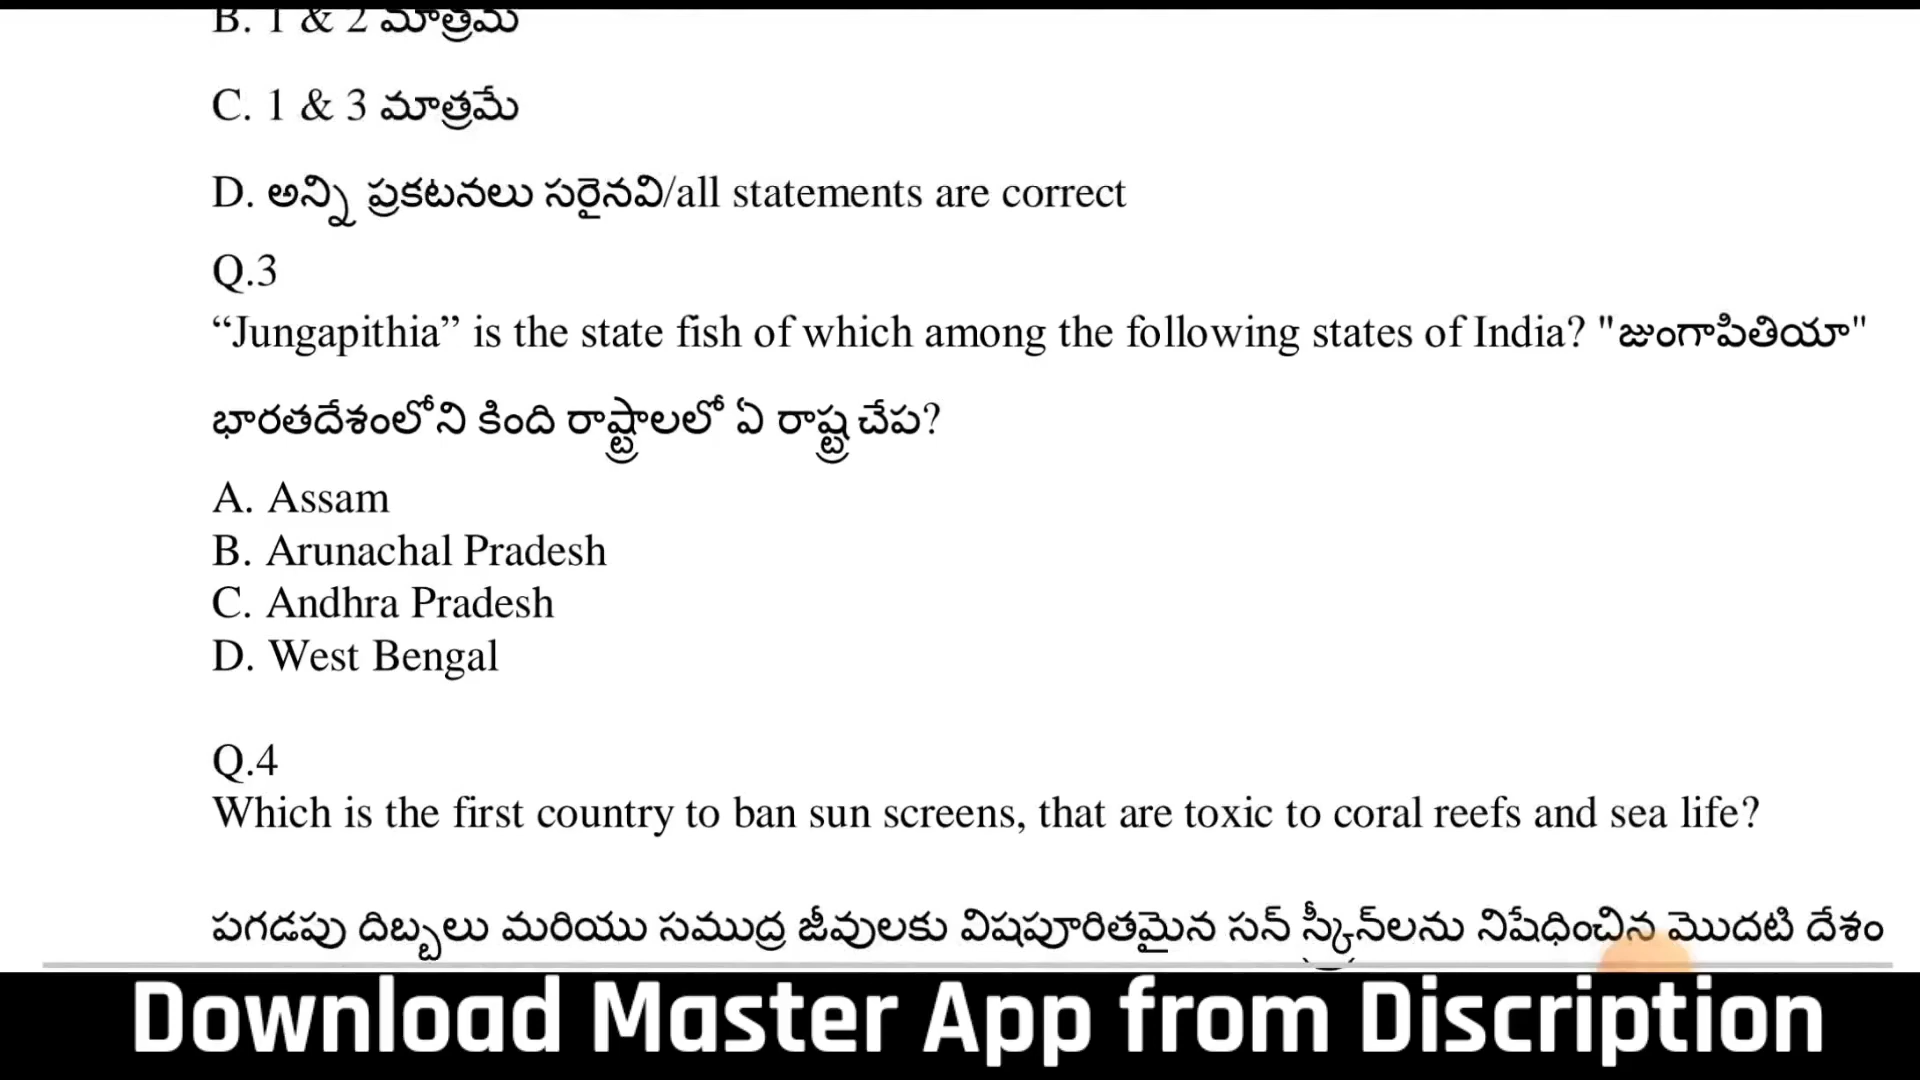 B. 1 & 2 మాత్రమే
C. 1 & 3 మాత్రమే
D. అన్ని ప్రకటనలు సరైనవి/all statements are correct
Q.3
“Jungapithia” is the state fish of which among the following states of India? "జుంగాపితియా"
భారతదేశంలోని కింది రాష్ట్రాలలో ఏ రాష్ట్ర చేప?
A. Assam
B. Arunachal Pradesh
C. Andhra Pradesh
D. West Bengal
Q.4
Which is the first country to ban sun screens, that are toxic to coral reefs and sea life?
పగడపు దిబ్బలు మరియు సముద్ర జీవులకు విషపూరితమైన సన్ స్క్రీన్‌లను నిషేధించిన మొదటి దేశం
Download Master App from Discription